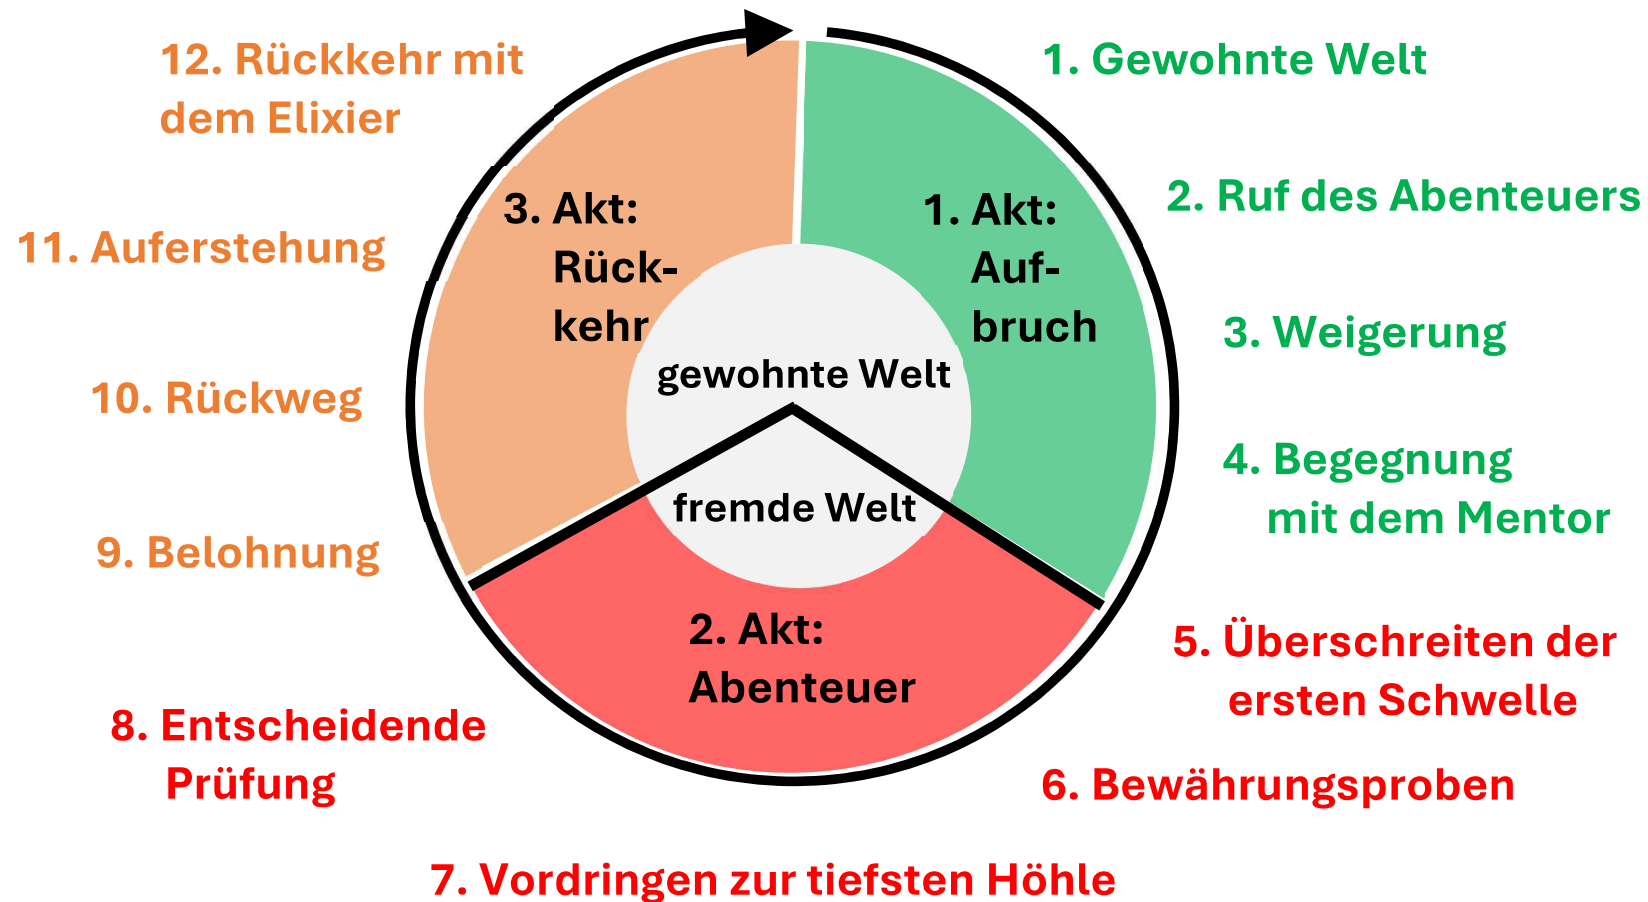 1. Gewohnte Welt
2. Ruf des Abenteuers
3. Weigerung
4. Begegnung
mit dem Mentor
5. Überschreiten der
ersten Schwelle
6. Bewährungsproben
7. Vordringen zur tiefsten Höhle
8. Entscheidende
Prüfung
9. Belohnung
10. Rückweg
11. Auferstehung
12. Rückkehr mit
dem Elixier
1. Akt:
Auf-
bruch
2. Akt:
Abenteuer
3. Akt:
Rück-
kehr
gewohnte Welt
fremde Welt